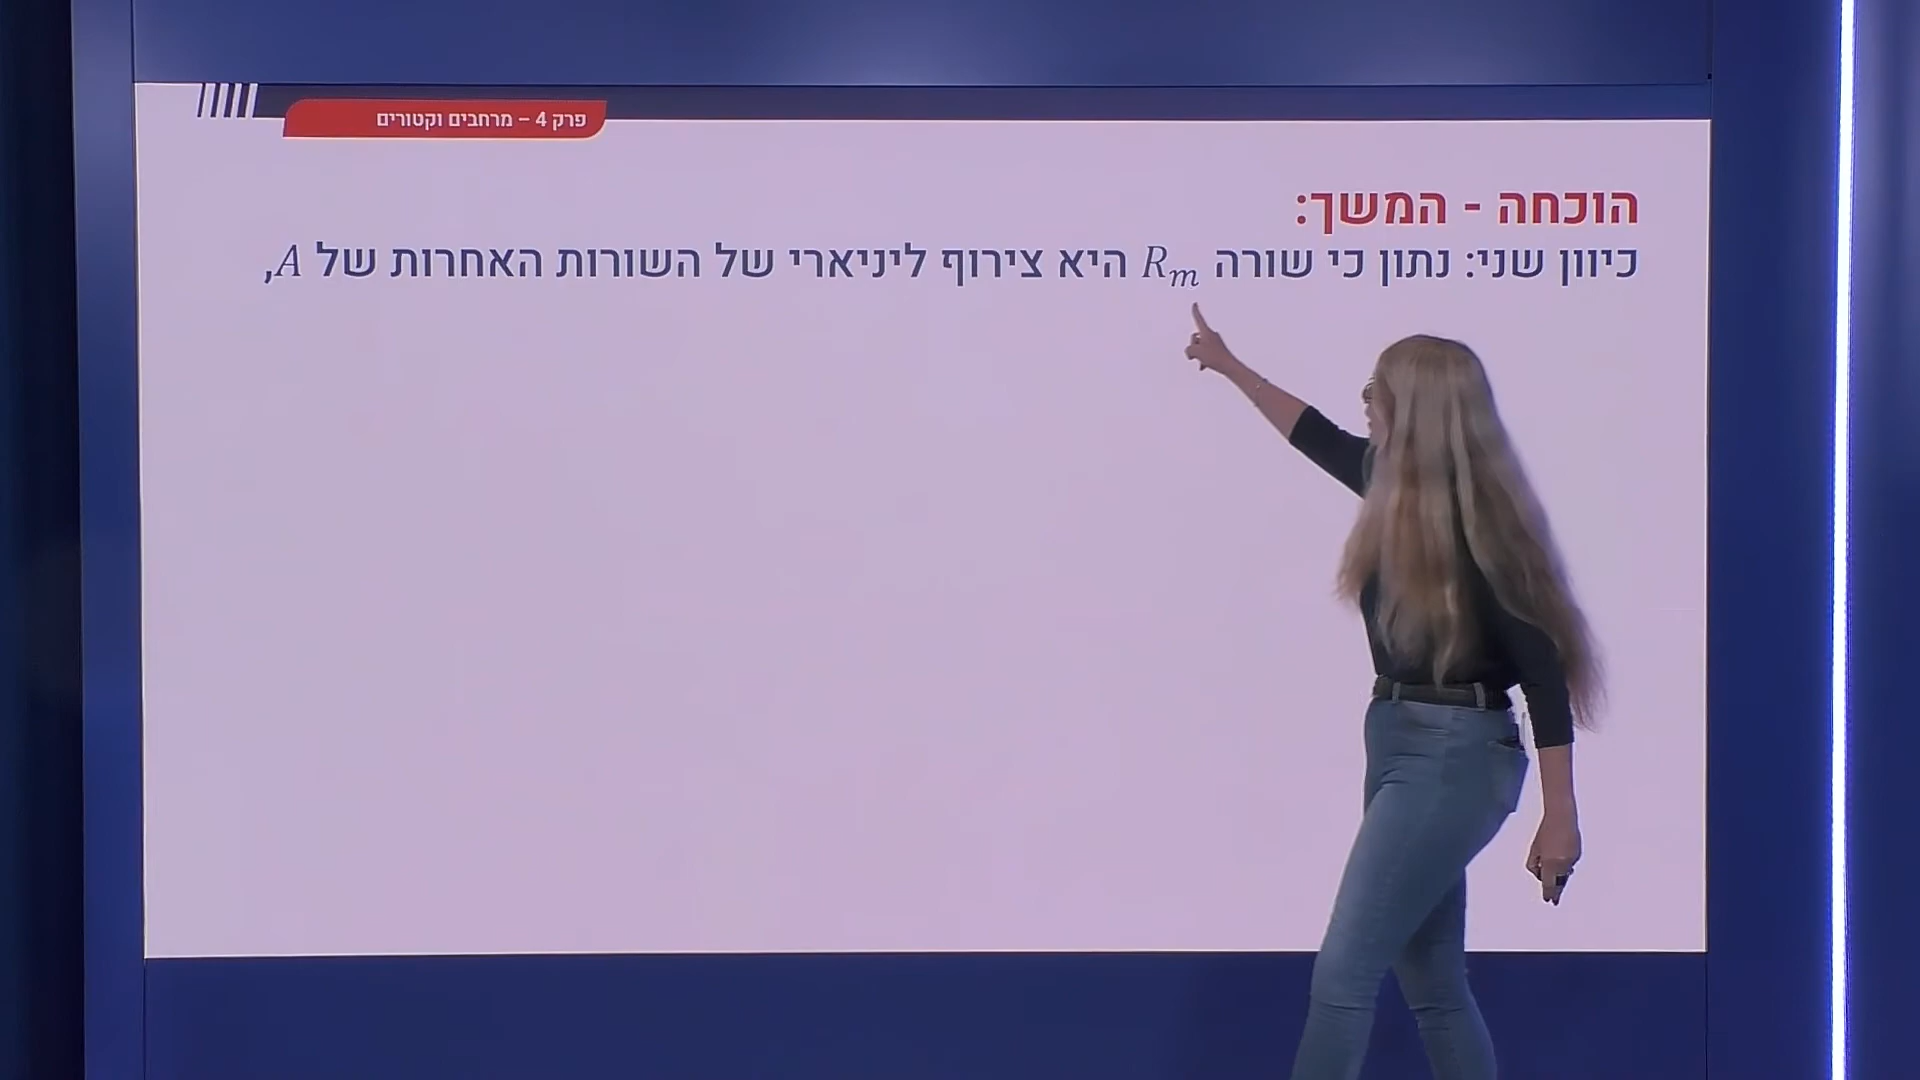 פרק 4 – מרחבים וקטורים
הוכחה - המשך:
כיוון שני: נתון כי שורה R_m היא צירוף ליניארי של השורות האחרות של A,